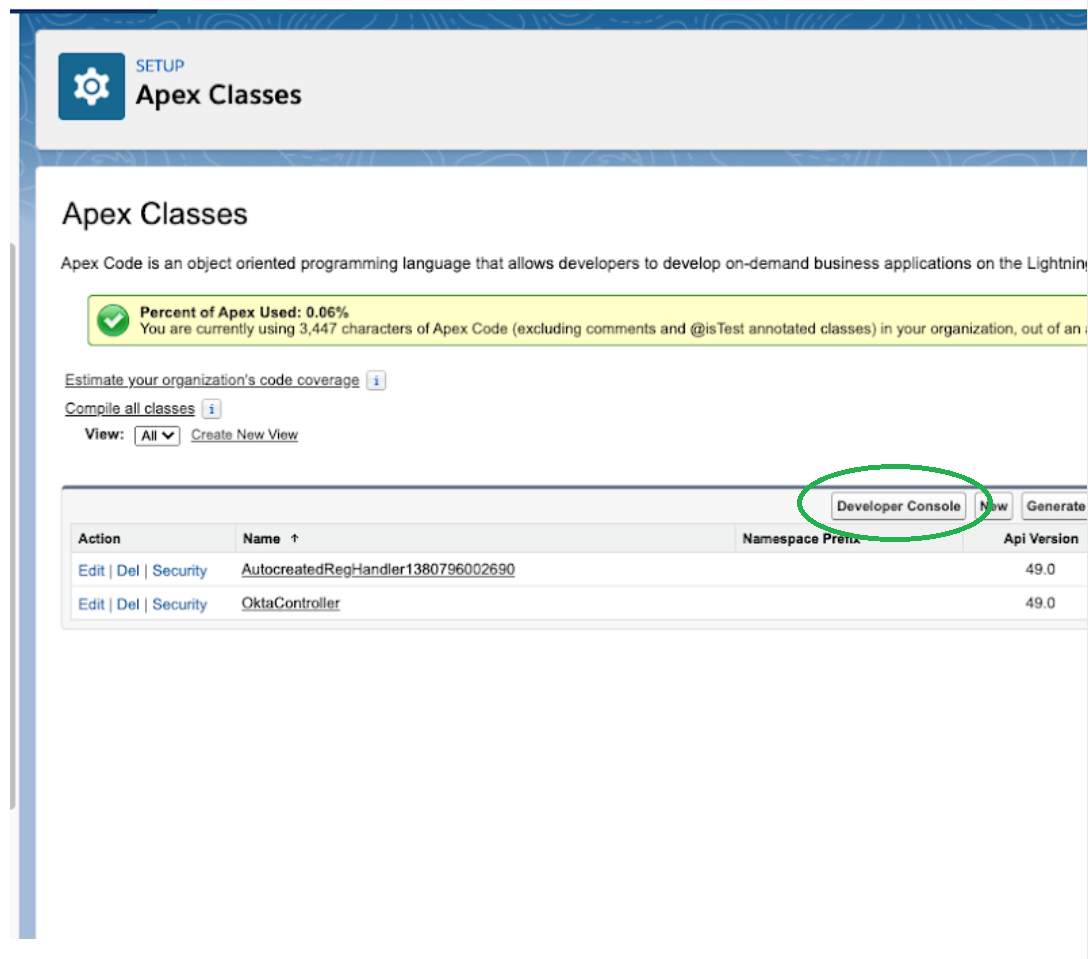 SETUP
Apex Classes
Apex Classes
Apex Code is an object oriented programming language that allows developers to develop on-demand business applications on the Lightning
Percent of Apex Used: 0.06%
You are currently using 3,447 characters of Apex Code (excluding comments and @isTest annotated classes) in your organization, out of an
Estimate your organization's code coverage i
Compile all classes i
View: All Create New View
Developer Console New Generate
Action Name ↑ Namespace Prefix Api Version
Edit | Del | Security AutocreatedRegHandler1380796002690 49.0
Edit | Del | Security OktaController 49.0